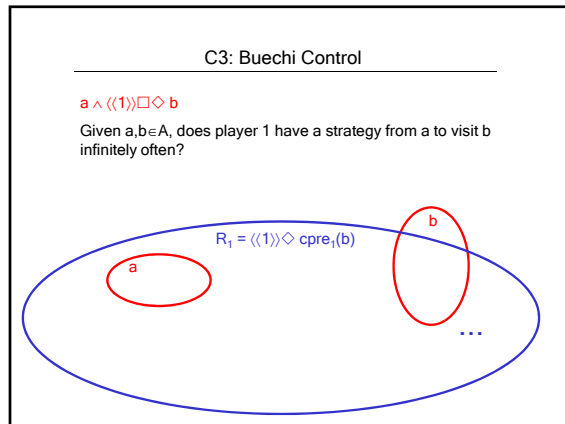 C3: Buechi Control
a ∧ ⟨⟨1⟩⟩□◇ b
Given a,b∈A, does player 1 have a strategy from a to visit b
infinitely often?
b
R₁ = ⟨⟨1⟩⟩◇ cpre₁(b)
a
...